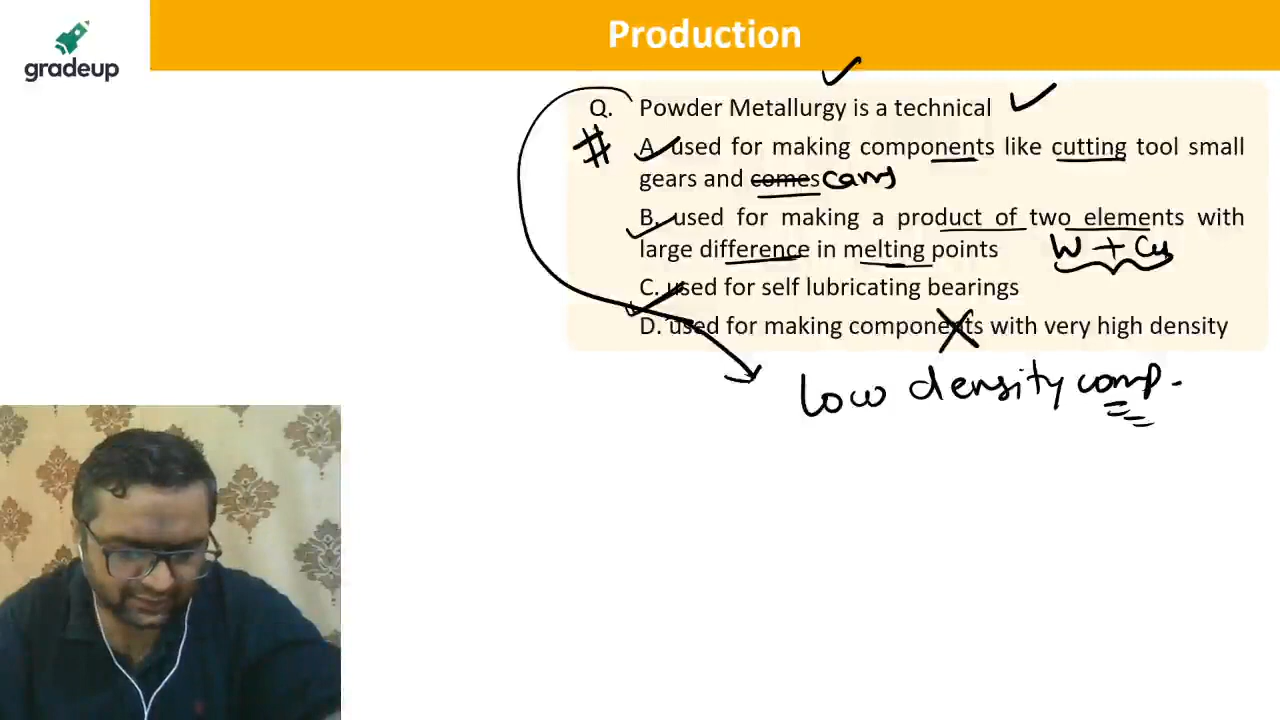 Production
gradeup
Q. Powder Metallurgy is a technical
# A. used for making components like cutting tool small
gears and comes cams
B. used for making a product of two elements with
large difference in melting points W + Cu
C. used for self lubricating bearings
D. used for making components with very high density
low density comp.